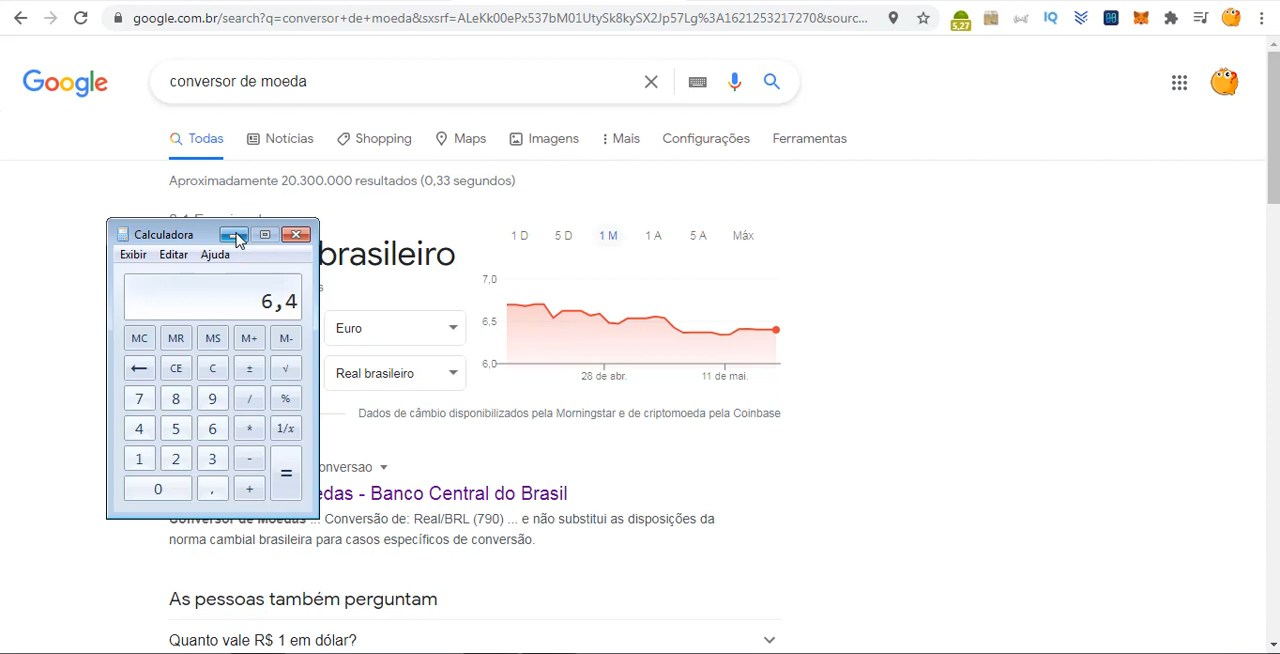 google.com.br/search?q=conversor+de+moeda&sxsrf=ALeKk00ePx537bM01UtySk8kySX2Jp57Lg%3A1621253217270&sourc...
5,27
IQ
Google
conversor de moeda
Todas
Notícias
Shopping
Maps
Imagens
Mais
Configurações
Ferramentas
Aproximadamente 20.300.000 resultados (0,33 segundos)
Calculadora
Exibir Editar Ajuda
6,4
MC MR MS M+ M-
← CE C ± √
7 8 9 / %
4 5 6 * 1/x
1 2 3 - =
0 , +
brasileiro
Euro
Real brasileiro
1 D 5 D 1 M 1 A 5 A Máx
7,0
6,5
6,0
28 de abr. 11 de mai.
Dados de câmbio disponibilizados pela Morningstar e de criptomoeda pela Coinbase
onversao
edas - Banco Central do Brasil
Conversor de Moedas ... Conversão de: Real/BRL (790) ... e não substitui as disposições da
norma cambial brasileira para casos específicos de conversão.
As pessoas também perguntam
Quanto vale R$ 1 em dólar?